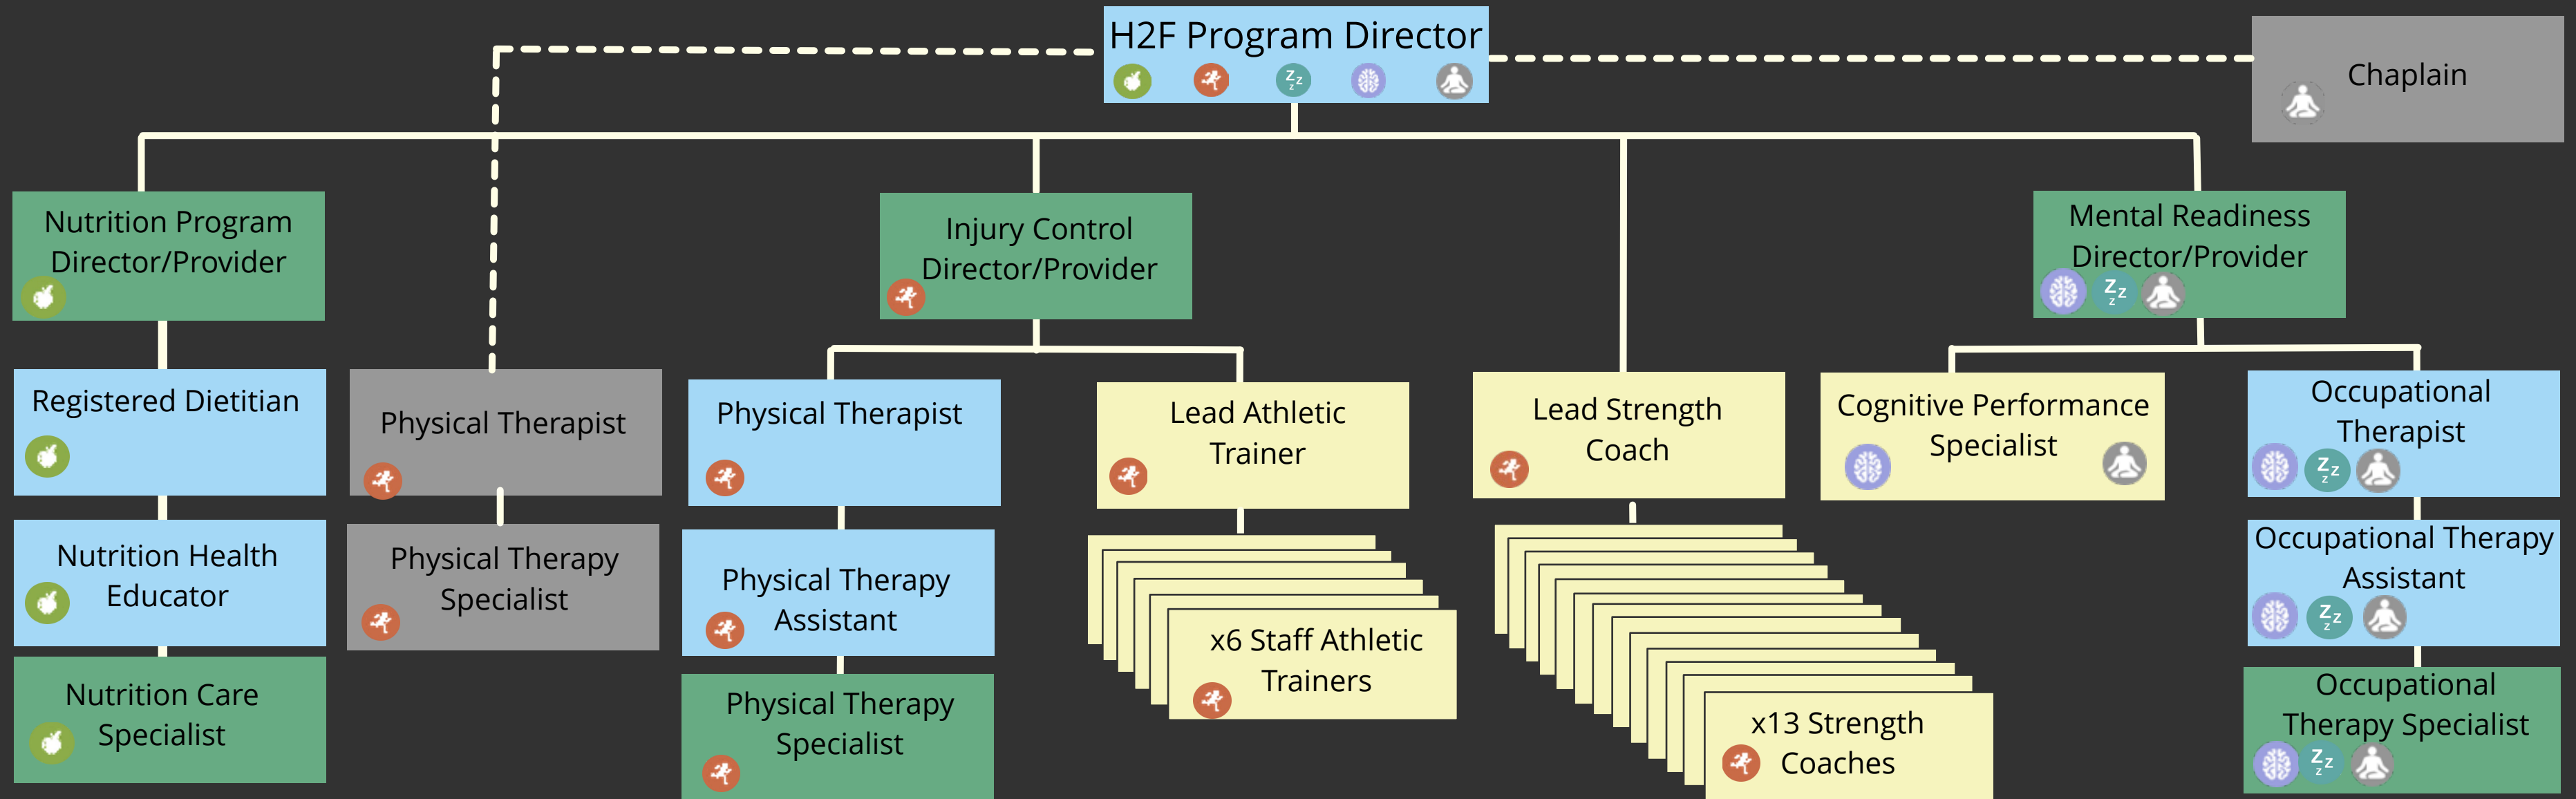 H2F Program Director
Chaplain
Nutrition Program
Director/Provider
Injury Control
Director/Provider
Mental Readiness
Director/Provider
Registered Dietitian
Physical Therapist
Physical Therapist
Lead Athletic
Trainer
Lead Strength
Coach
Cognitive Performance
Specialist
Occupational
Therapist
Nutrition Health
Educator
Physical Therapy
Specialist
Physical Therapy
Assistant
x6 Staff Athletic
Trainers
Occupational Therapy
Assistant
Nutrition Care
Specialist
Physical Therapy
Specialist
x13 Strength
Coaches
Occupational
Therapy Specialist